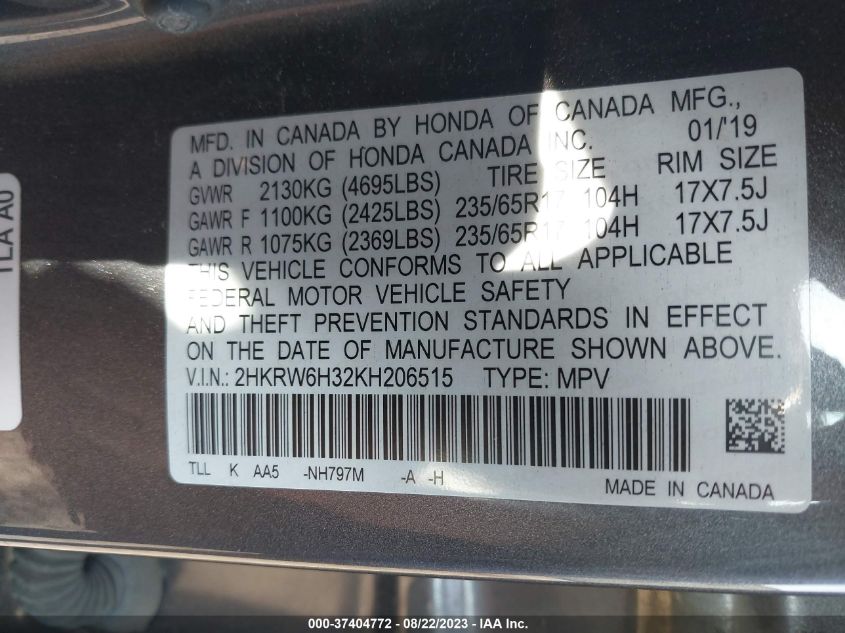 MFD. IN CANADA BY HONDA OF CANADA MFG.,
A DIVISION OF HONDA CANADA INC. 01/'19
GVWR 2130KG (4695LBS) TIRE SIZE RIM SIZE
GAWR F 1100KG (2425LBS) 235/65R17 104H 17X7.5J
GAWR R 1075KG (2369LBS) 235/65R17 104H 17X7.5J
THIS VEHICLE CONFORMS TO ALL APPLICABLE
FEDERAL MOTOR VEHICLE SAFETY
AND THEFT PREVENTION STANDARDS IN EFFECT
ON THE DATE OF MANUFACTURE SHOWN ABOVE.
V.I.N.: 2HKRW6H32KH206515 TYPE: MPV
TLL K AA5 -NH797M -A -H
MADE IN CANADA
TLA A0
000-37404772 - 08/22/2023 - IAA Inc.